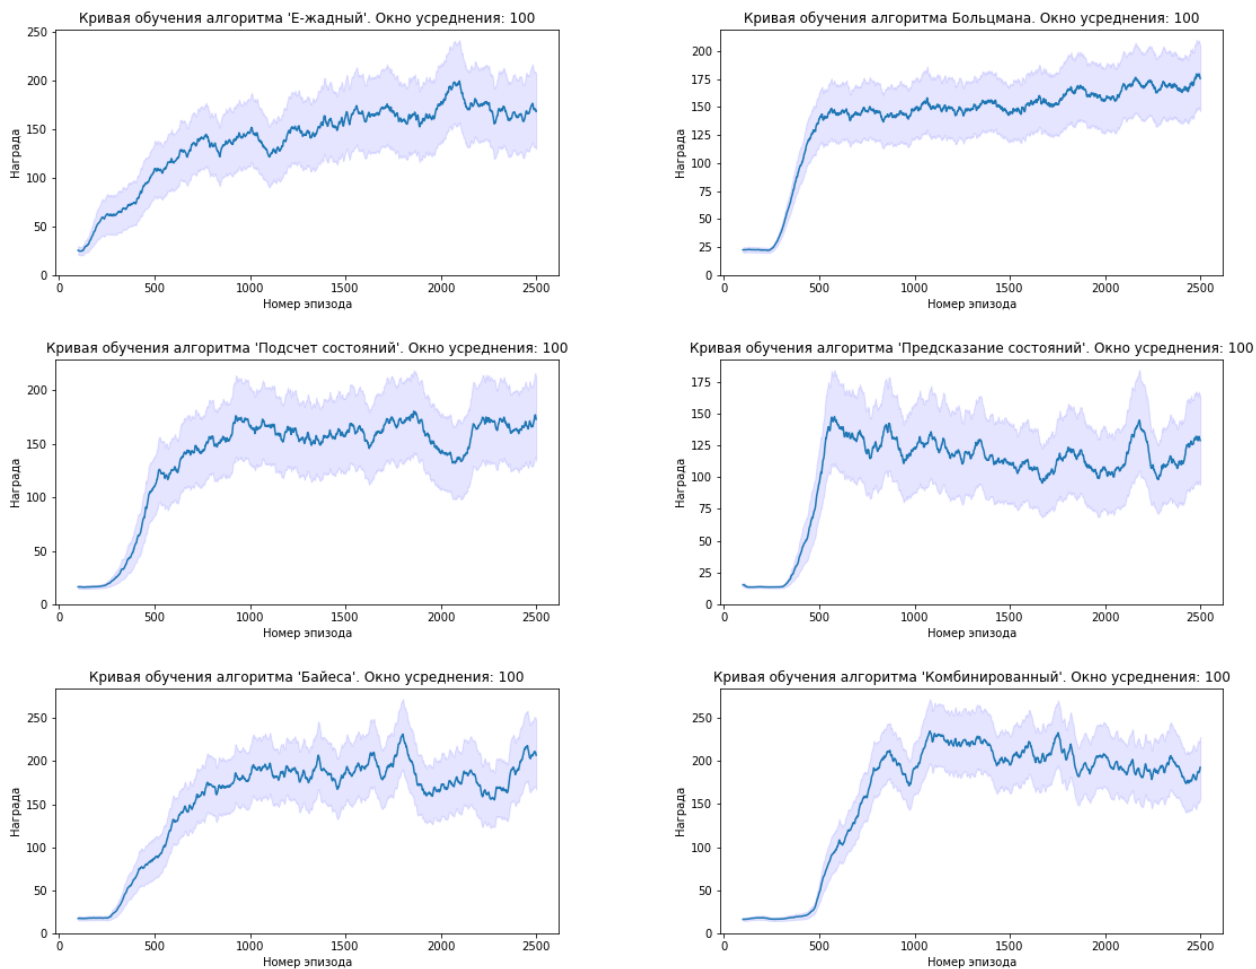 Кривая обучения алгоритма 'E-жадный'. Окно усреднения: 100
Награда
250
200
150
100
50
0
0 500 1000 1500 2000 2500
Номер эпизода
Кривая обучения алгоритма Больцмана. Окно усреднения: 100
Награда
200
175
150
125
100
75
50
25
0
0 500 1000 1500 2000 2500
Номер эпизода
Кривая обучения алгоритма 'Подсчет состояний'. Окно усреднения: 100
Награда
200
150
100
50
0
0 500 1000 1500 2000 2500
Номер эпизода
Кривая обучения алгоритма 'Предсказание состояний'. Окно усреднения: 100
Награда
175
150
125
100
75
50
25
0
0 500 1000 1500 2000 2500
Номер эпизода
Кривая обучения алгоритма 'Байеса'. Окно усреднения: 100
Награда
250
200
150
100
50
0
0 500 1000 1500 2000 2500
Номер эпизода
Кривая обучения алгоритма 'Комбинированный'. Окно усреднения: 100
Награда
250
200
150
100
50
0
0 500 1000 1500 2000 2500
Номер эпизода